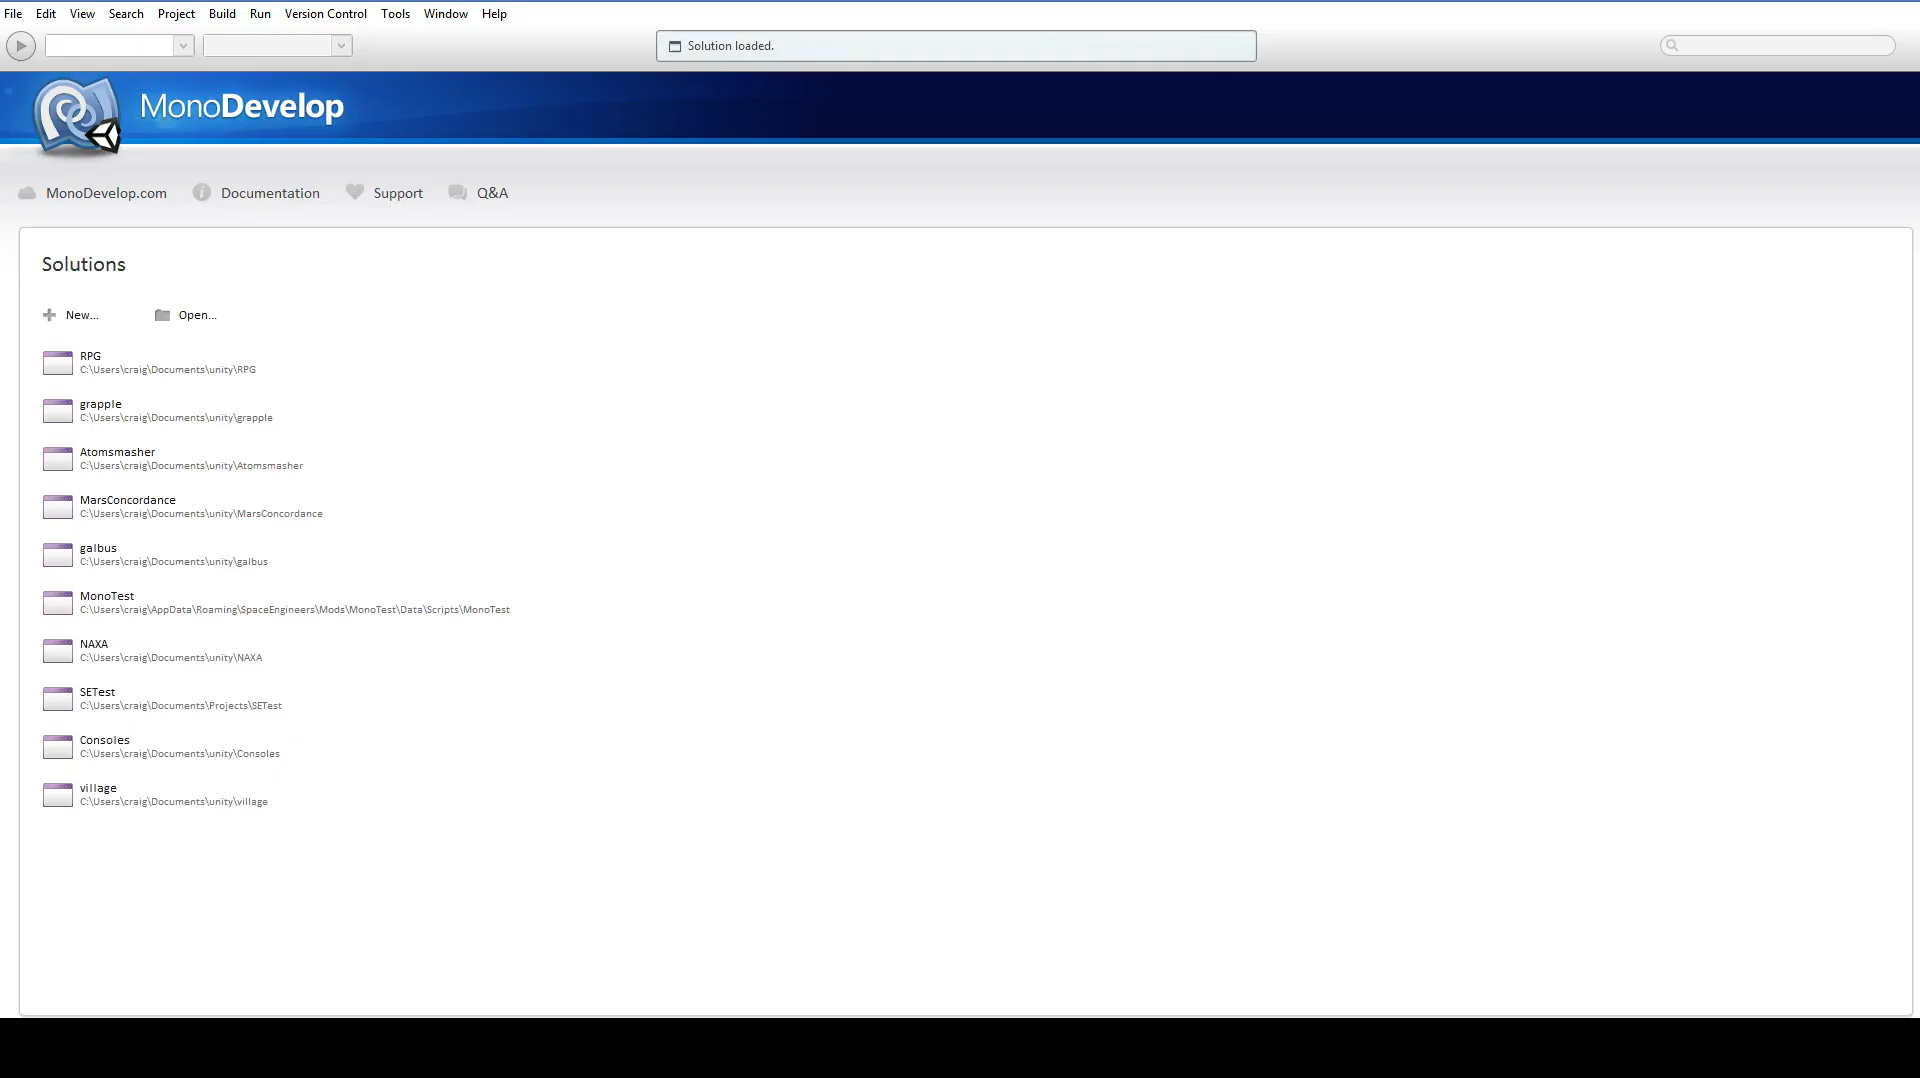 File Edit View Search Project Build Run Version Control Tools Window Help
Solution loaded.
MonoDevelop
MonoDevelop.com Documentation Support Q&A
Solutions
New... Open...
RPG
C:\Users\craig\Documents\unity\RPG
grapple
C:\Users\craig\Documents\unity\grapple
Atomsmasher
C:\Users\craig\Documents\unity\Atomsmasher
MarsConcordance
C:\Users\craig\Documents\unity\MarsConcordance
galbus
C:\Users\craig\Documents\unity\galbus
MonoTest
C:\Users\craig\AppData\Roaming\SpaceEngineers\Mods\MonoTest\Data\Scripts\MonoTest
NAXA
C:\Users\craig\Documents\unity\NAXA
SETest
C:\Users\craig\Documents\Projects\SETest
Consoles
C:\Users\craig\Documents\unity\Consoles
village
C:\Users\craig\Documents\unity\village